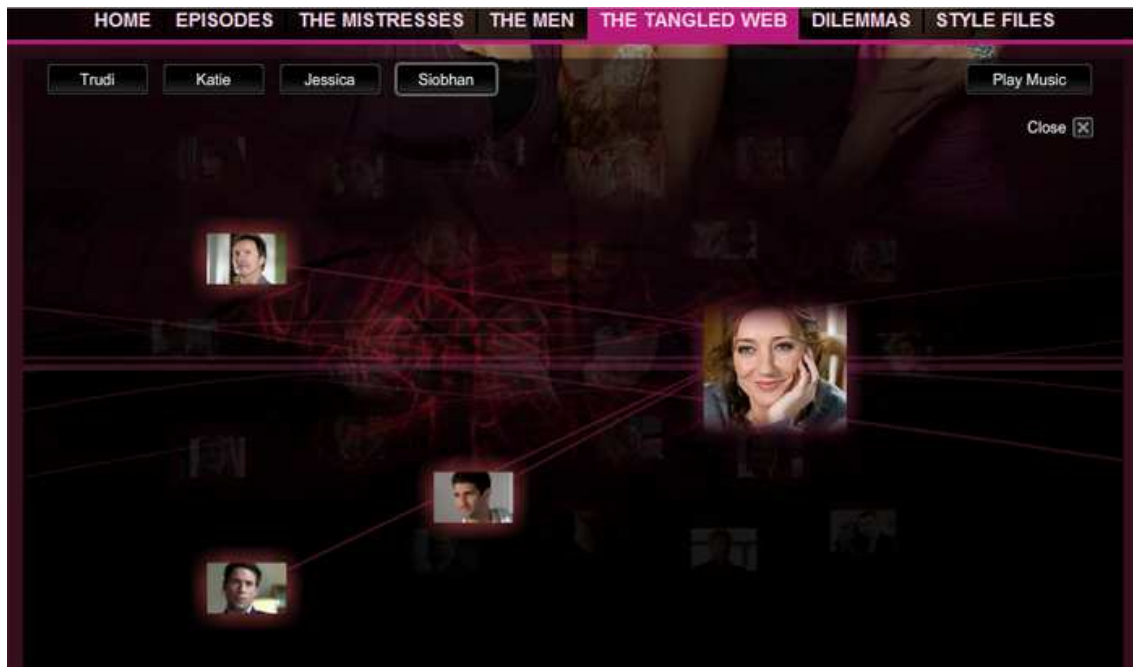 HOME EPISODES THE MISTRESSES THE MEN THE TANGLED WEB DILEMMAS STYLE FILES
Trudi Katie Jessica Siobhan Play Music
Close